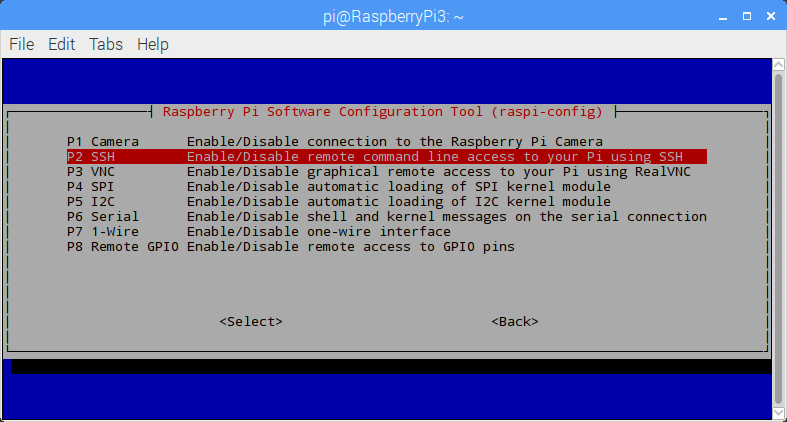 pi@RaspberryPi3: ~
File Edit Tabs Help
Raspberry Pi Software Configuration Tool (raspi-config)
P1 Camera Enable/Disable connection to the Raspberry Pi Camera
P2 SSH Enable/Disable remote command line access to your Pi using SSH
P3 VNC Enable/Disable graphical remote access to your Pi using RealVNC
P4 SPI Enable/Disable automatic loading of SPI kernel module
P5 I2C Enable/Disable automatic loading of I2C kernel module
P6 Serial Enable/Disable shell and kernel messages on the serial connection
P7 1-Wire Enable/Disable one-wire interface
P8 Remote GPIO Enable/Disable remote access to GPIO pins
<Select> <Back>